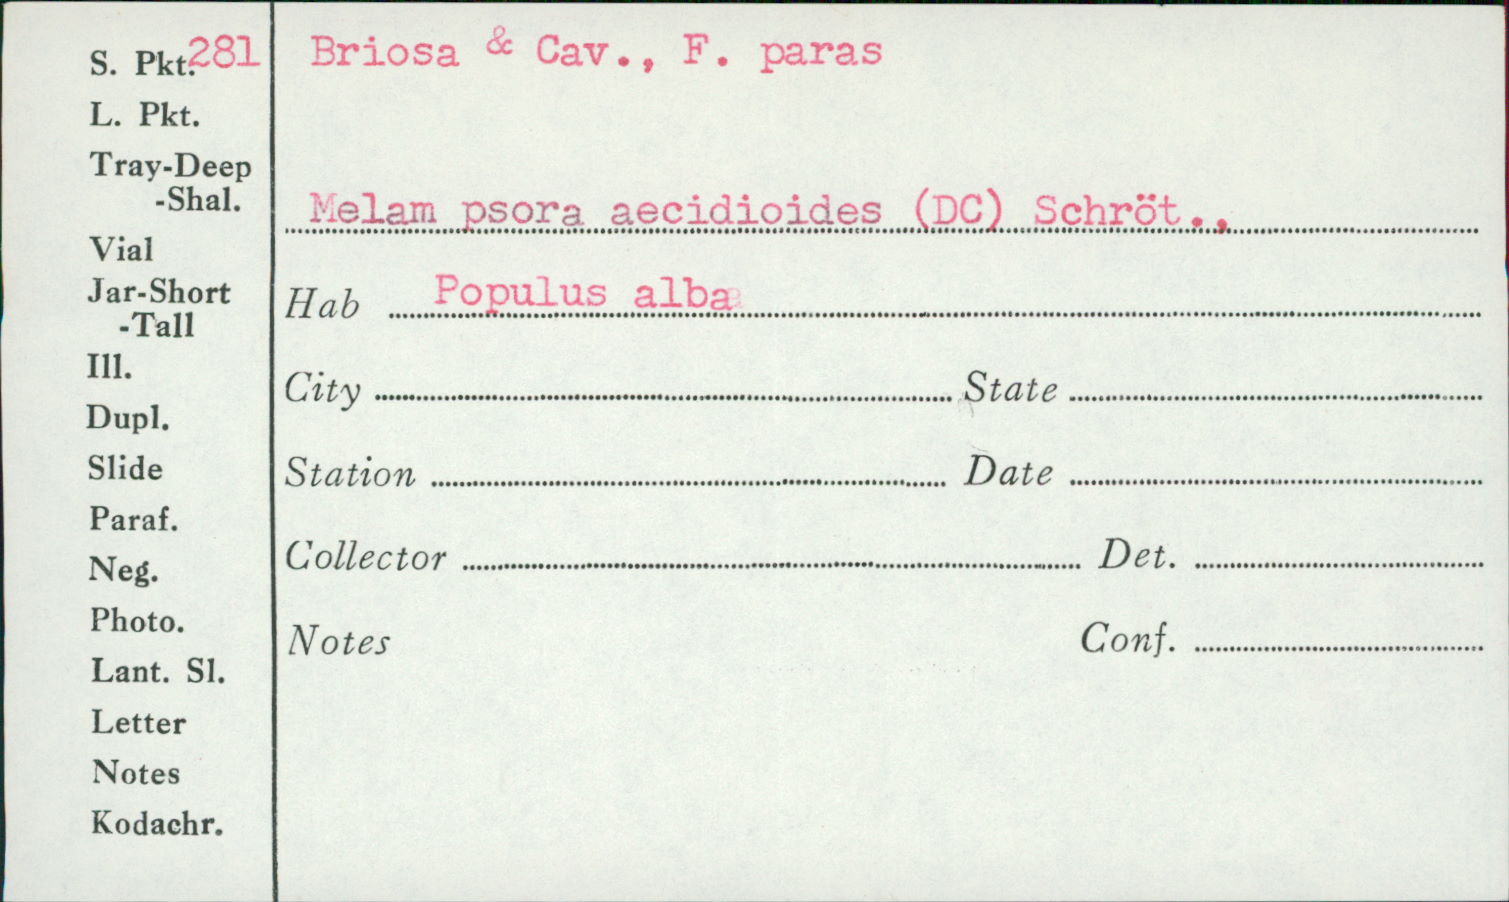 S. Pkt. 281
L. Pkt.
Tray-Deep
-Shal.
Vial
Jar-Short
-Tall
Ill.
Dupl.
Slide
Paraf.
Neg.
Photo.
Lant. Sl.
Letter
Notes
Kodachr.
Briosa & Cav., F. paras
Melam psora aecidioides (DC) Schröt.,
Hab Populus alba
City State
Station Date
Collector Det.
Notes Conf.